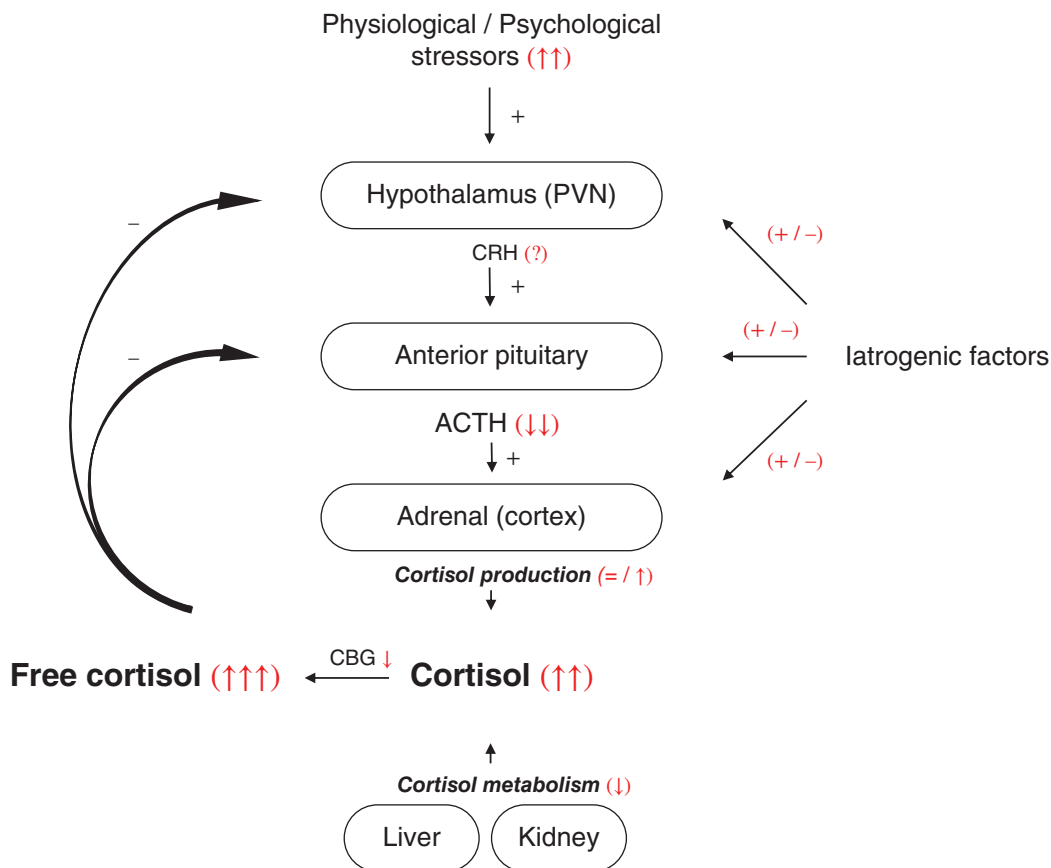 Physiological / Psychological
stressors (↑↑)
+
Hypothalamus (PVN)
–
(+ / –)
CRH (?)
+
(+ / –)
Anterior pituitary
–
Iatrogenic factors
ACTH (↓↓)
+
(+ / –)
Adrenal (cortex)
Cortisol production (= / ↑)
Free cortisol (↑↑↑)
CBG ↓
Cortisol (↑↑)
Cortisol metabolism (↓)
Liver
Kidney